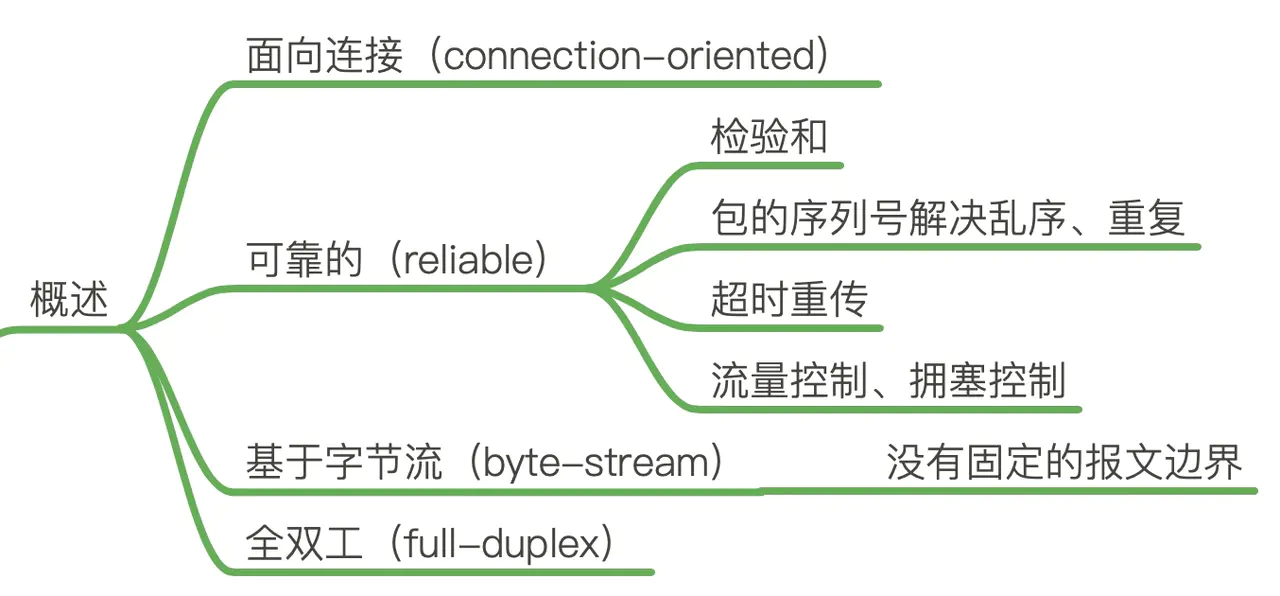 面向连接（connection-oriented）
检验和
包的序列号解决乱序、重复
可靠的（reliable）
概述
超时重传
流量控制、拥塞控制
基于字节流（byte-stream）
没有固定的报文边界
全双工（full-duplex）